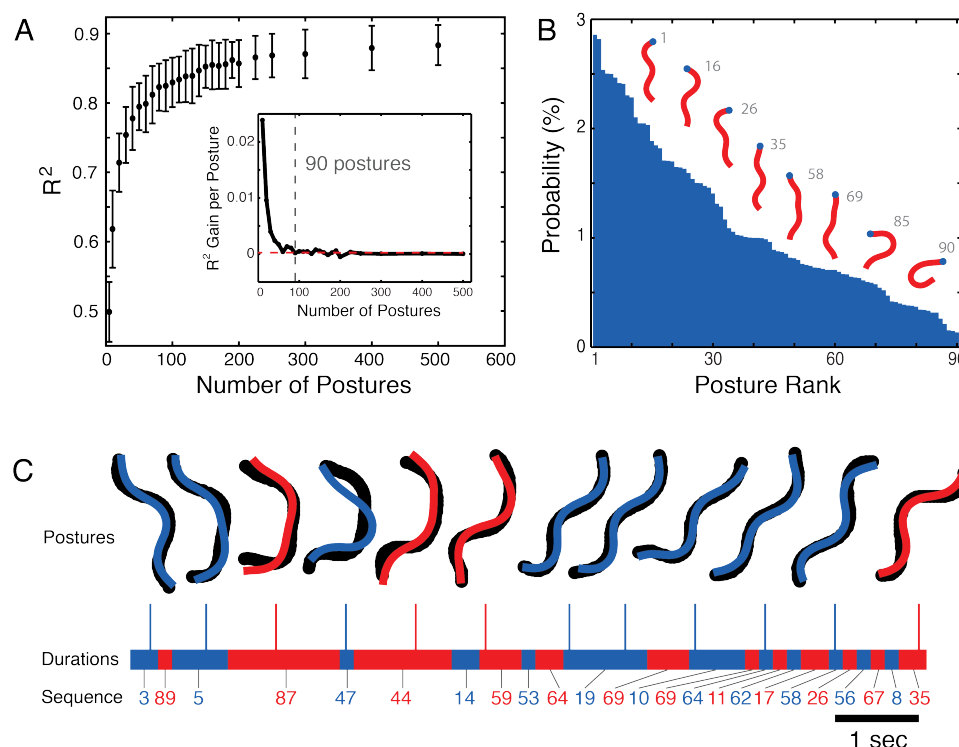 A
0.9
0.8
0.7
0.6
0.5
R²
0 100 200 300 400 500 600
Number of Postures
0.02
0.01
0
R² Gain per Posture
90 postures
0 100 200 300 400 500
Number of Postures
B
3
2
1
0
Probability (%)
1
16
26
35
58
69
85
90
1 30 60 90
Posture Rank
C
Postures
Durations
Sequence 3 89 5 87 47 44 14 59 53 64 19 69 10 69 64 11 62 17 58 26 56 67 8 35
1 sec